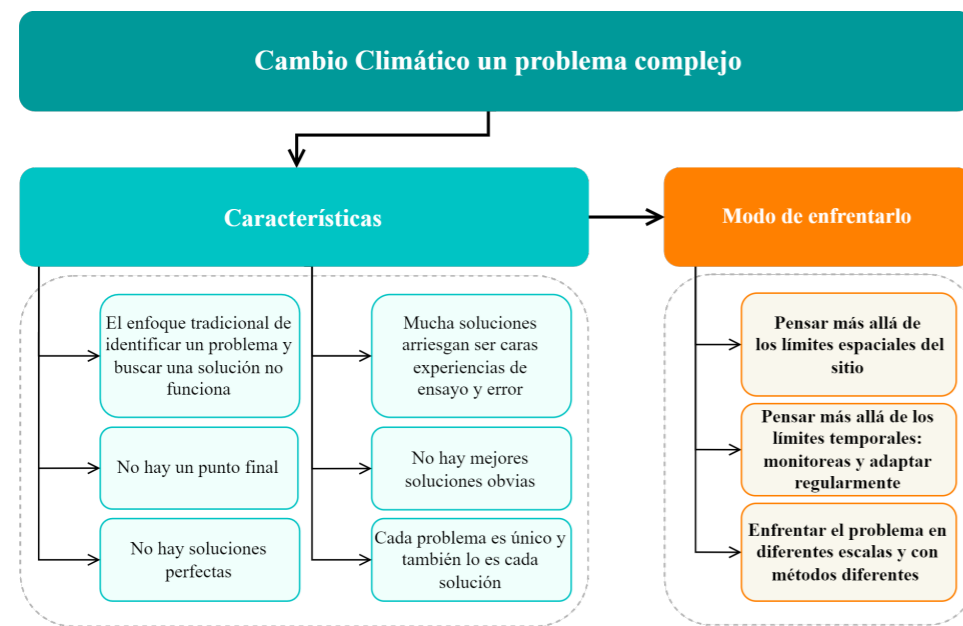 Cambio Climático un problema complejo
Características
Modo de enfrentarlo
El enfoque tradicional de
identificar un problema y
buscar una solución no
funciona
No hay un punto final
No hay soluciones
perfectas
Mucha soluciones
arriesgan ser caras
experiencias de
ensayo y error
No hay mejores
soluciones obvias
Cada problema es único y
también lo es cada
solución
Pensar más allá de
los límites espaciales del
sitio
Pensar más allá de los
límites temporales:
monitoreas y adaptar
regularmente
Enfrentar el problema en
diferentes escalas y con
métodos diferentes